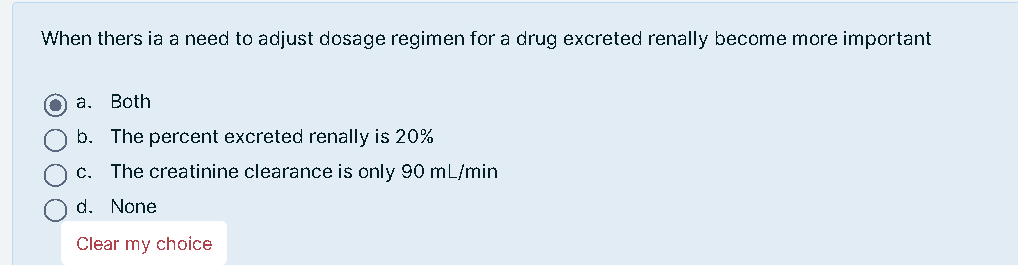 When thers ia a need to adjust dosage regimen for a drug excreted renally become more important
a. Both
b. The percent excreted renally is 20%
c. The creatinine clearance is only 90 mL/min
d. None
Clear my choice